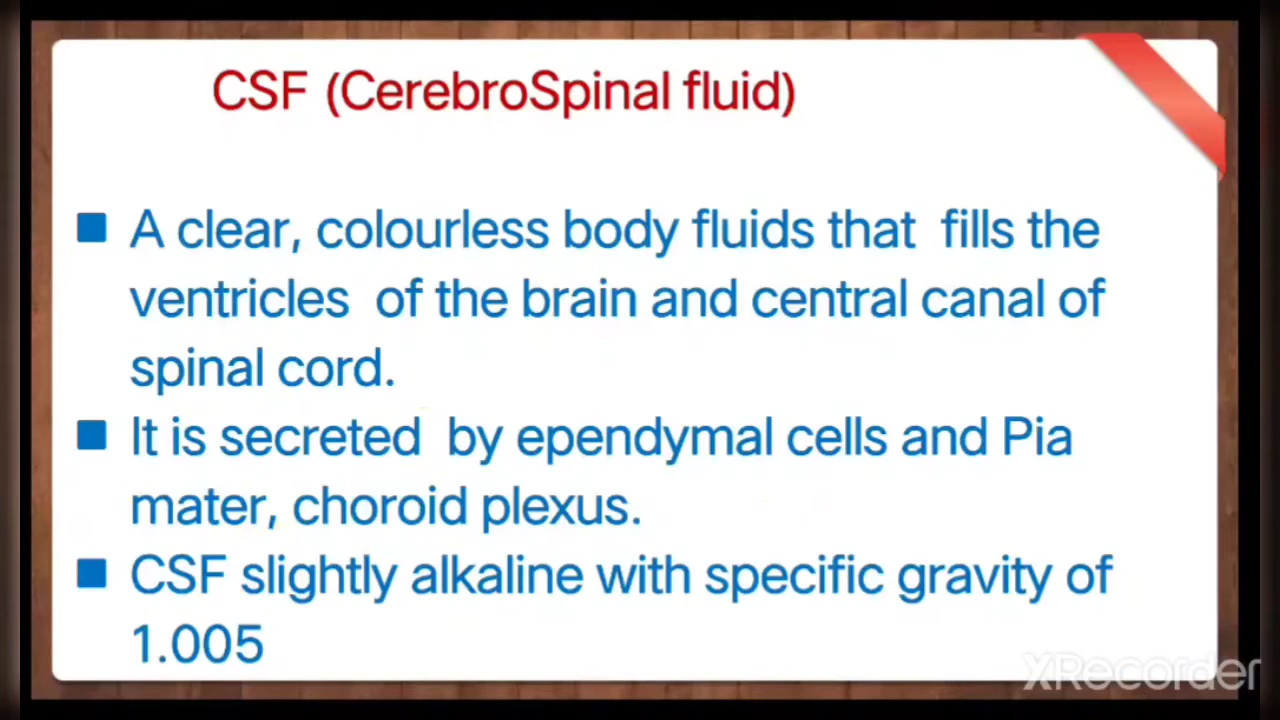 CSF (CerebroSpinal fluid)
A clear, colourless body fluids that fills the
ventricles of the brain and central canal of
spinal cord.
It is secreted by ependymal cells and Pia
mater, choroid plexus.
CSF slightly alkaline with specific gravity of
1.005
XRecorder